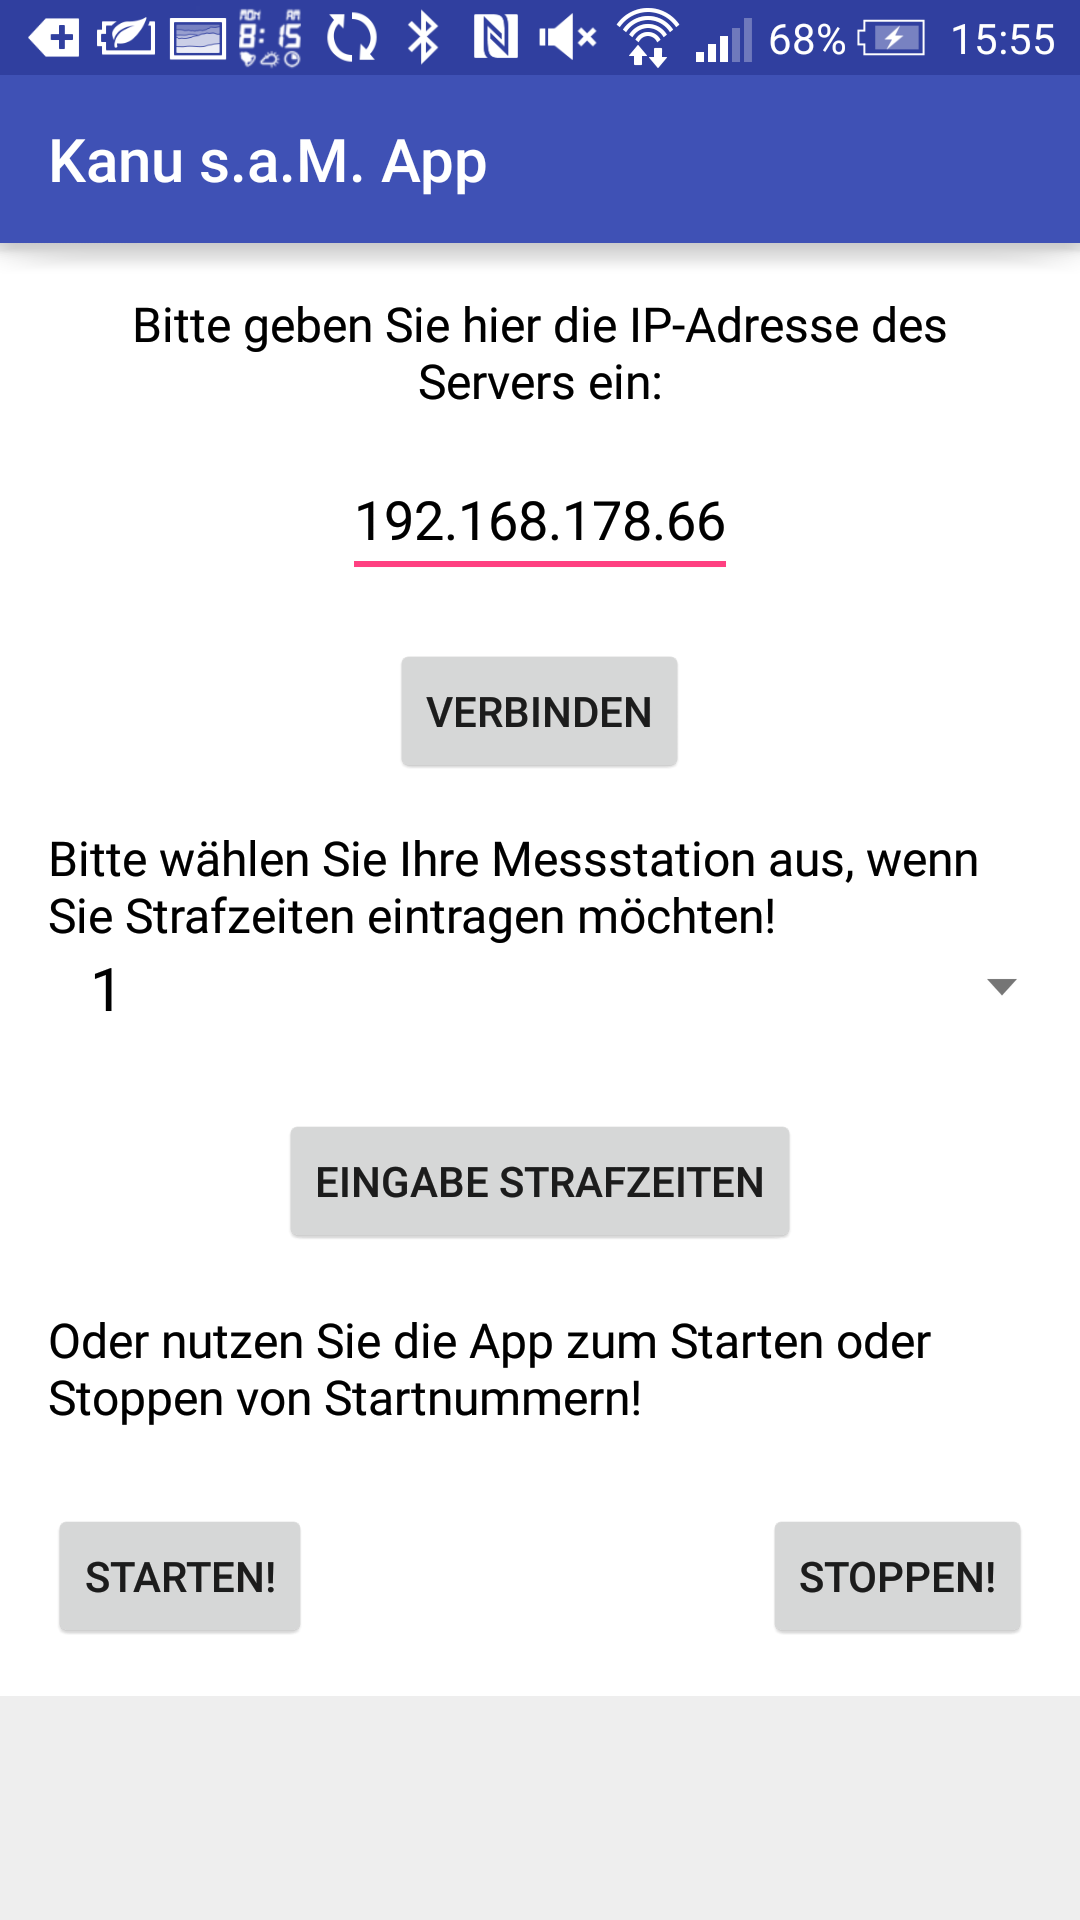 68% 15:55
Kanu s.a.M. App
Bitte geben Sie hier die IP-Adresse des
Servers ein:
192.168.178.66
VERBINDEN
Bitte wählen Sie Ihre Messstation aus, wenn
Sie Strafzeiten eintragen möchten!
1
EINGABE STRAFZEITEN
Oder nutzen Sie die App zum Starten oder
Stoppen von Startnummern!
STARTEN! STOPPEN!